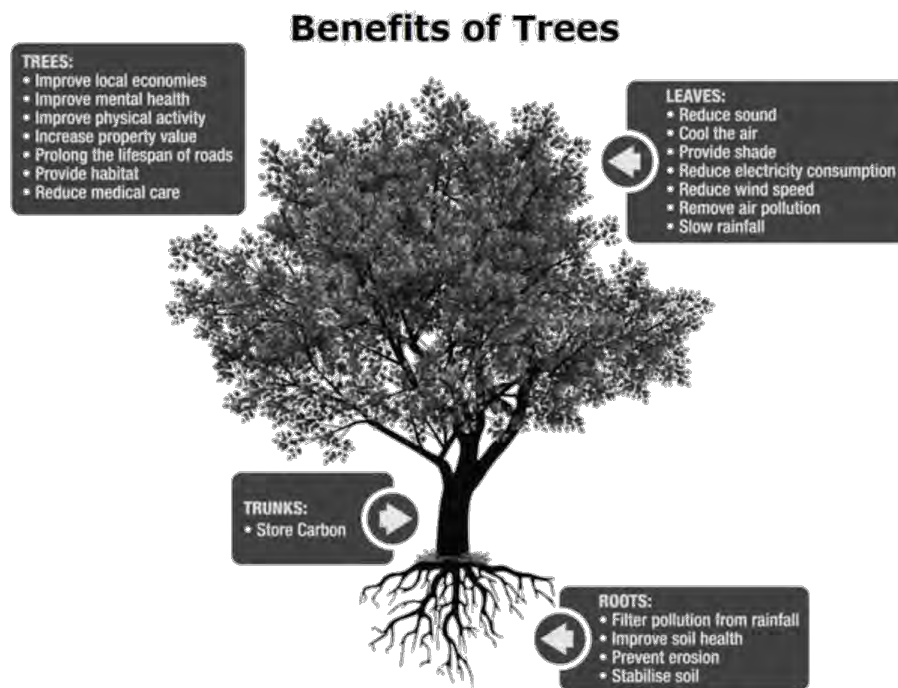 Benefits of Trees
TREES:
• Improve local economies
• Improve mental health
• Improve physical activity
• Increase property value
• Prolong the lifespan of roads
• Provide habitat
• Reduce medical care
LEAVES:
• Reduce sound
• Cool the air
• Provide shade
• Reduce electricity consumption
• Reduce wind speed
• Remove air pollution
• Slow rainfall
TRUNKS:
• Store Carbon
ROOTS:
• Filter pollution from rainfall
• Improve soil health
• Prevent erosion
• Stabilise soil